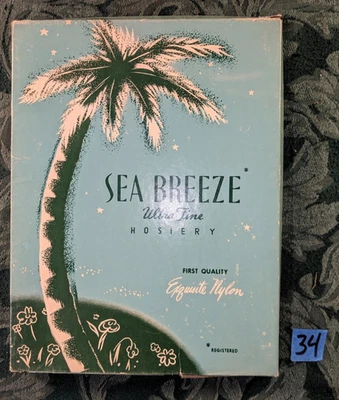 SEA BREEZE*
Ultra Fine
HOSIERY
FIRST QUALITY
Exquisite Nylon
* REGISTERED
34